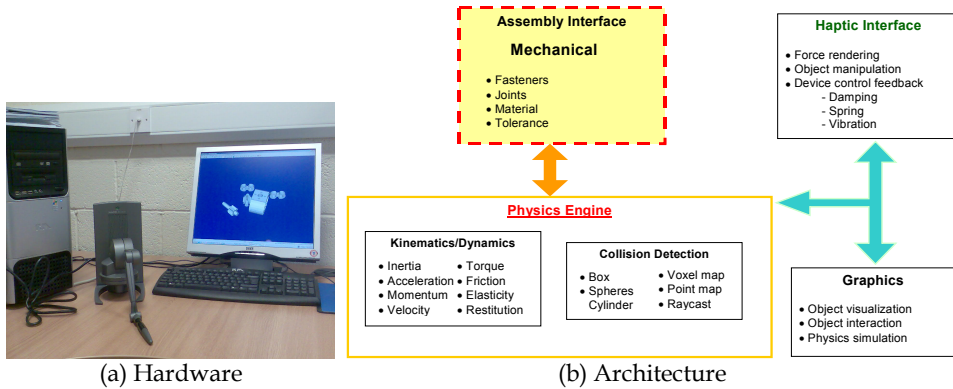 Assembly Interface
Mechanical
• Fasteners
• Joints
• Material
• Tolerance
Haptic Interface
• Force rendering
• Object manipulation
• Device control feedback
- Damping
- Spring
- Vibration
Physics Engine
Kinematics/Dynamics
• Inertia
• Acceleration
• Momentum
• Velocity
• Torque
• Friction
• Elasticity
• Restitution
Collision Detection
• Box
• Spheres
Cylinder
• Voxel map
• Point map
• Raycast
Graphics
• Object visualization
• Object interaction
• Physics simulation
(a) Hardware
(b) Architecture